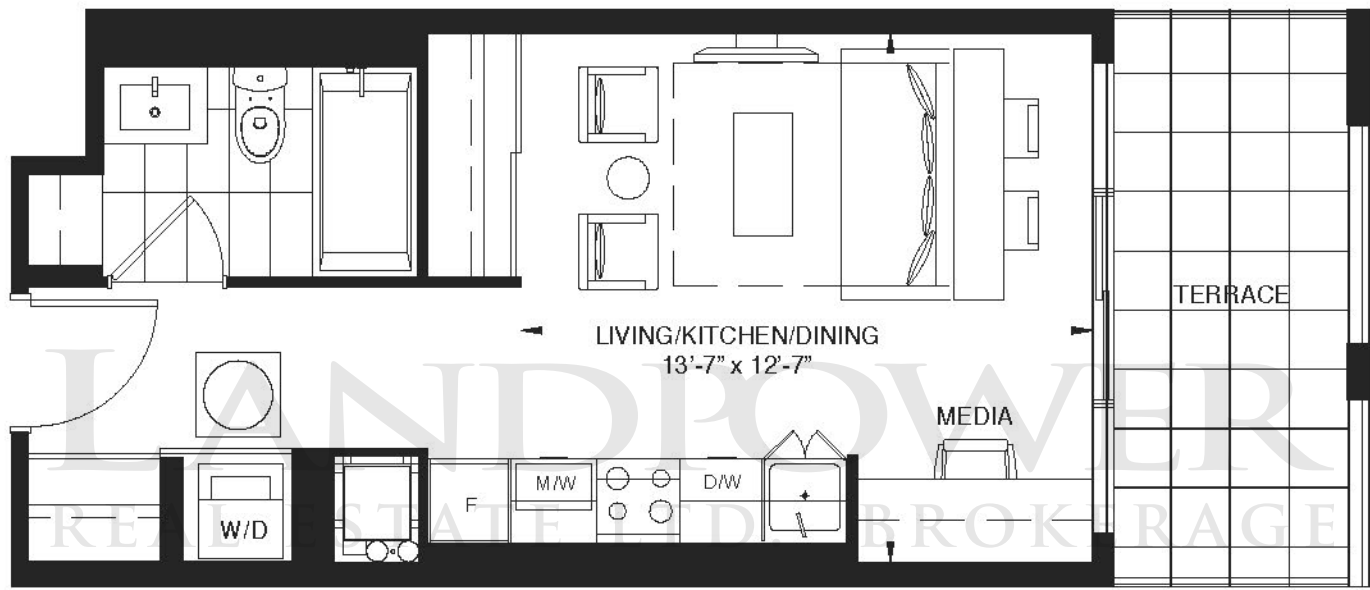 TERRACE
LIVING/KITCHEN/DINING
13'-7" x 12'-7"
MEDIA
M/W
D/W
F
W/D
LANDPOWER
REAL ESTATE LTD. BROKERAGE